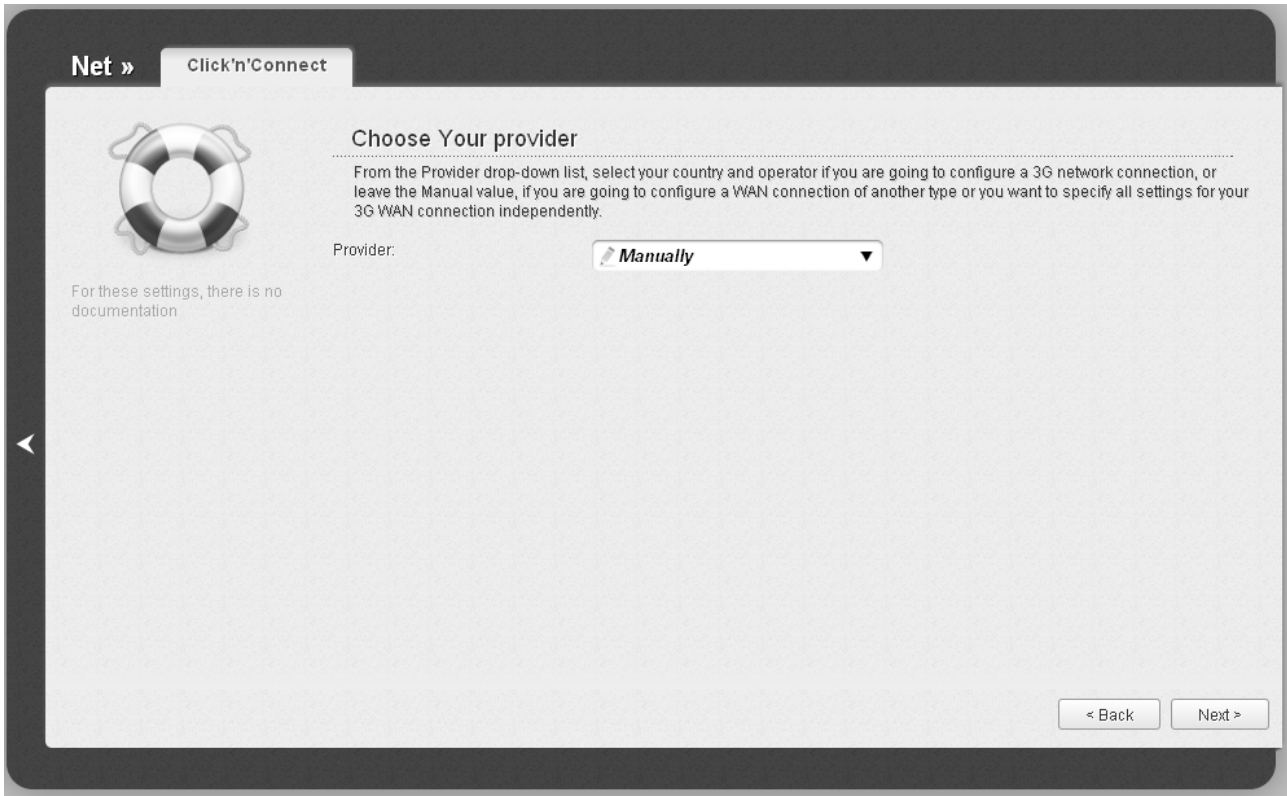 Net »
Click'n'Connect
Choose Your provider
From the Provider drop-down list, select your country and operator if you are going to configure a 3G network connection, or
leave the Manual value, if you are going to configure a WAN connection of another type or you want to specify all settings for your
3G WAN connection independently.
Provider:
Manually
For these settings, there is no
documentation
< Back
Next >